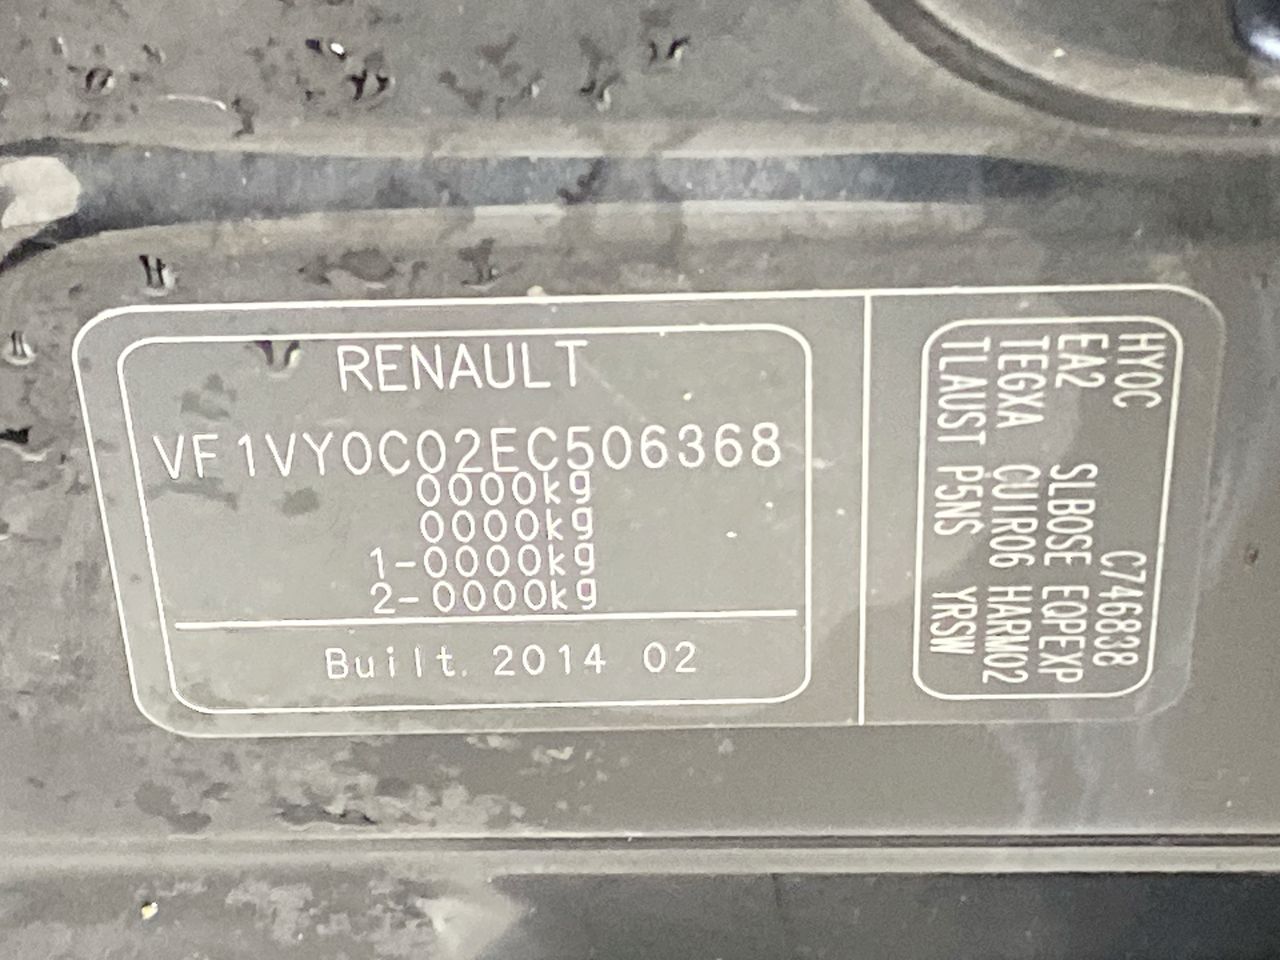 RENAULT
VF1VY0C02EC506368
0000kg
0000kg
1-0000kg
2-0000kg
Built. 2014 02
HY0C C746838
EA2 SLBOSE EQPEXP
TEGXA CUIR06 HARM02
TLAUST P5NS YRSW